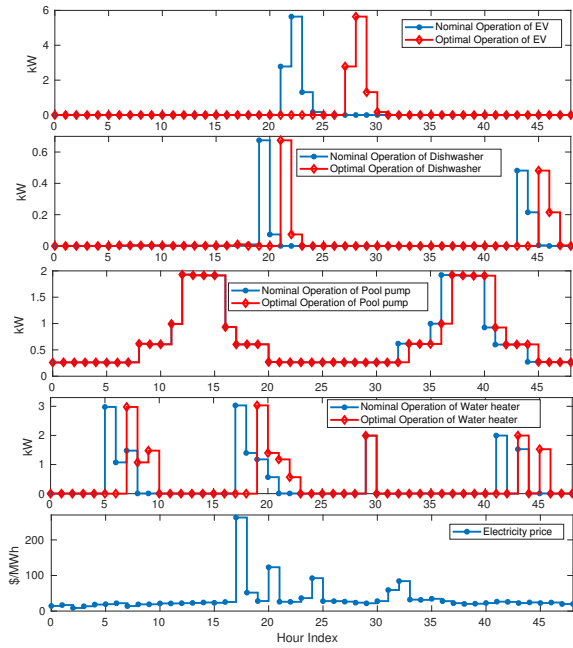 6
4
2
0
kW
Nominal Operation of EV
Optimal Operation of EV
0 5 10 15 20 25 30 35 40 45
0.6
0.4
0.2
0
kW
Nominal Operation of Dishwasher
Optimal Operation of Dishwasher
0 5 10 15 20 25 30 35 40 45
2
1.5
1
0.5
0
kW
Nominal Operation of Pool pump
Optimal Operation of Pool pump
0 5 10 15 20 25 30 35 40 45
3
2
1
0
kW
Nominal Operation of Water heater
Optimal Operation of Water heater
0 5 10 15 20 25 30 35 40 45
200
100
0
$/MWh
Electricity price
0 5 10 15 20 25 30 35 40 45
Hour Index